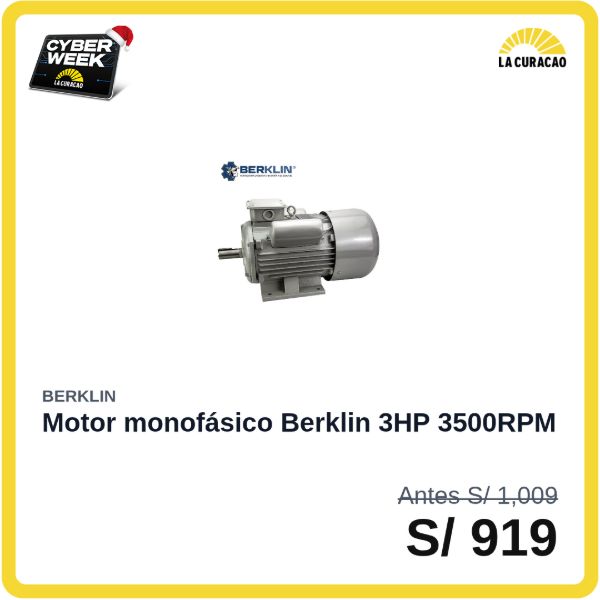 CYBER
WEEK
LA CURACAO
LA CURACAO
BERKLIN®
BERKLIN
Motor monofásico Berklin 3HP 3500RPM
Antes S/ 1,009
S/ 919